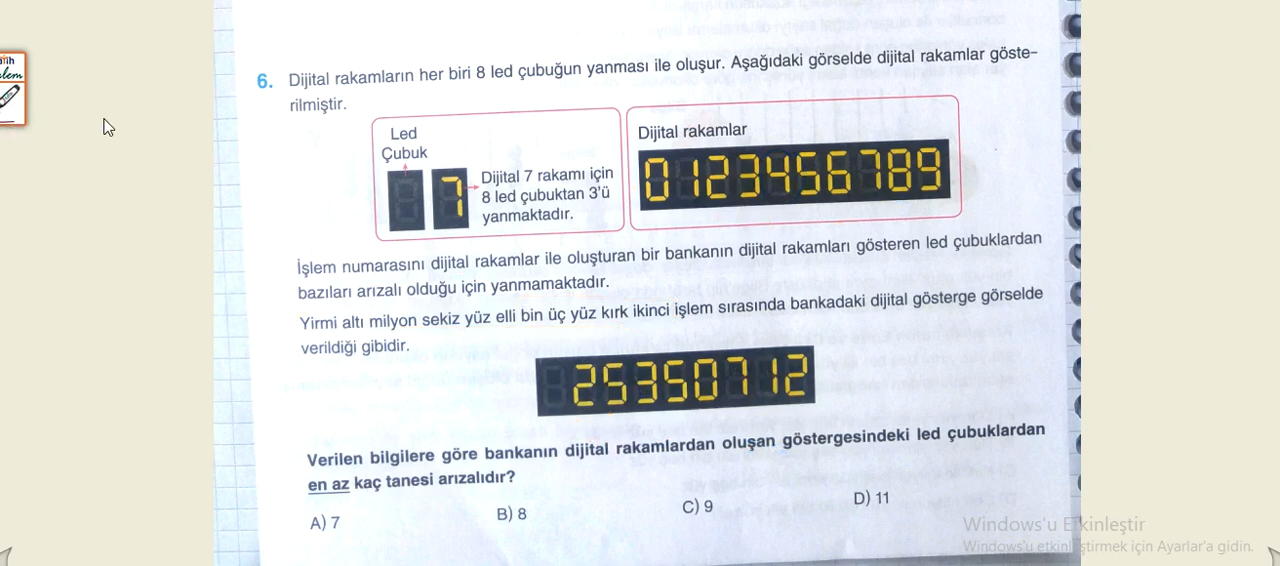 6. Dijital rakamların her biri 8 led çubuğun yanması ile oluşur. Aşağıdaki görselde dijital rakamlar göste-
rilmiştir.
Led
Çubuk
7
Dijital 7 rakamı için
8 led çubuktan 3'ü
yanmaktadır.
Dijital rakamlar
0123456789
İşlem numarasını dijital rakamlar ile oluşturan bir bankanın dijital rakamları gösteren led çubuklardan
bazıları arızalı olduğu için yanmamaktadır.
Yirmi altı milyon sekiz yüz elli bin üç yüz kırk ikinci işlem sırasında bankadaki dijital gösterge görselde
verildiği gibidir.
25350712
Verilen bilgilere göre bankanın dijital rakamlardan oluşan göstergesindeki led çubuklardan
en az kaç tanesi arızalıdır?
A) 7
B) 8
C) 9
D) 11
Windows'u Etkinleştir
Windows'u etkinleştirmek için Ayarlar'a gidin.